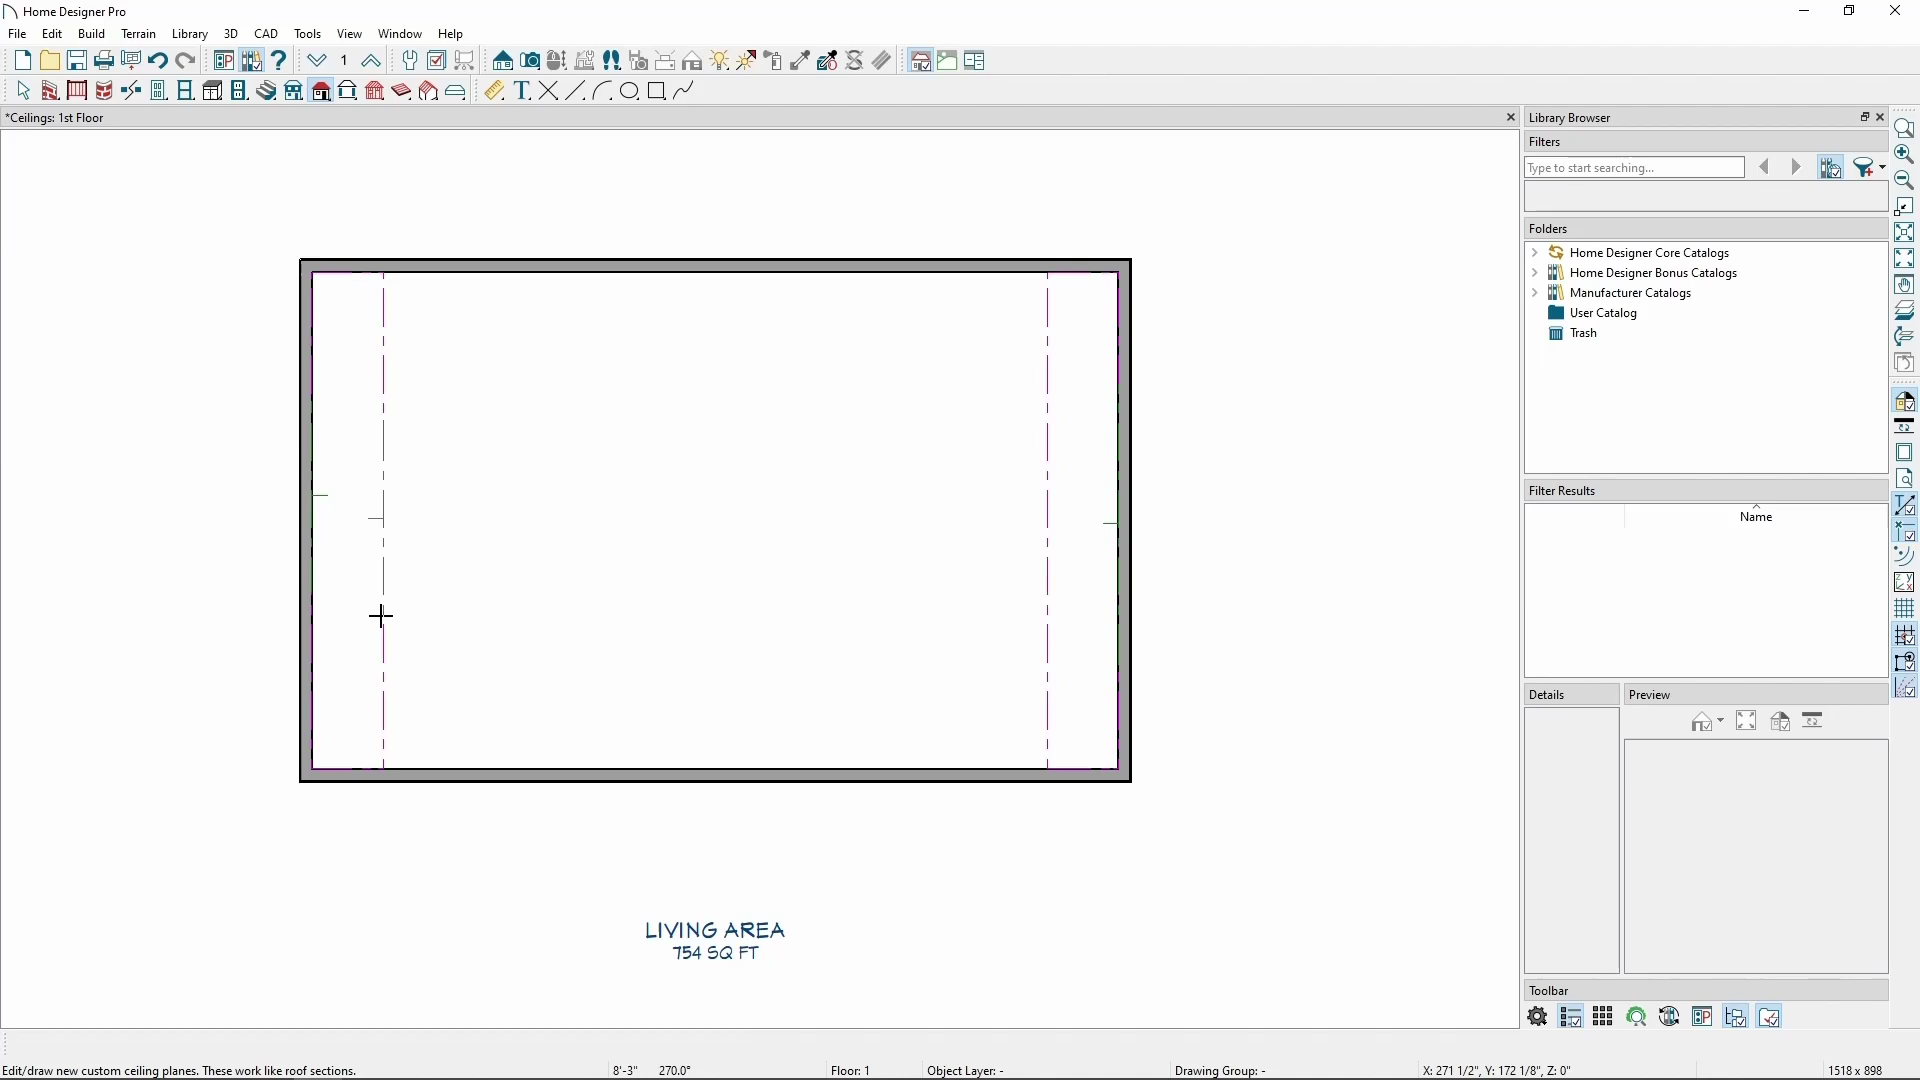 Home Designer Pro
File Edit Build Terrain Library 3D CAD Tools View Window Help
1
*Ceilings: 1st Floor
Library Browser
Filters
Type to start searching...
Folders
Home Designer Core Catalogs
Home Designer Bonus Catalogs
Manufacturer Catalogs
User Catalog
Trash
Filter Results
Name
Details
Preview
LIVING AREA
754 SQ FT
Toolbar
Edit/draw new custom ceiling planes. These work like roof sections. 8'-3" 270.0° Floor: 1 Object Layer: - Drawing Group: - X: 271 1/2", Y: 172 1/8", Z: 0" 1518 x 898